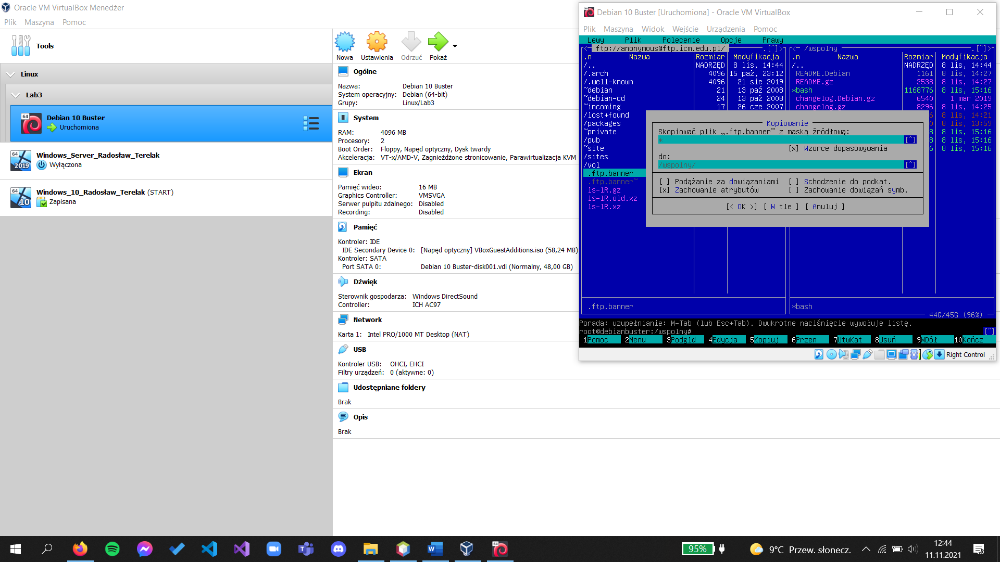 Oracle VM VirtualBox Menedżer
Plik Maszyna Pomoc
Tools
Linux
Lab3
64
Debian 10 Buster
Uruchomiona
64
2019
Windows_Server_Radosław_Terelak
Wyłączona
64
10
Windows_10_Radosław_Terelak (START)
Zapisana
Nowa Ustawienia Odrzuć Pokaż
Ogólne
Nazwa: Debian 10 Buster
System operacyjny: Debian (64-bit)
Grupy: Linux/Lab3
System
RAM: 4096 MB
Procesory: 2
Boot Order: Floppy, Napęd optyczny, Dysk twardy
Akceleracja: VT-x/AMD-V, Zagnieżdżone stronicowanie, Parawirtualizacja KVM
Ekran
Pamięć wideo: 16 MB
Graphics Controller: VMSVGA
Serwer pulpitu zdalnego: Disabled
Recording: Disabled
Pamięć
Kontroler: IDE
IDE Secondary Device 0: [Napęd optyczny] VBoxGuestAdditions.iso (58,24 MB)
Kontroler: SATA
Port SATA 0: Debian 10 Buster-disk001.vdi (Normalny, 48,00 GB)
Dźwięk
Sterownik gospodarza: Windows DirectSound
Controller: ICH AC97
Network
Karta 1: Intel PRO/1000 MT Desktop (NAT)
USB
Kontroler USB: OHCI, EHCI
Filtry urządzeń: 0 (aktywne: 0)
Udostępniane foldery
Brak
Opis
Brak
Debian 10 Buster [Uruchomiona] - Oracle VM VirtualBox
Plik Maszyna Widok Wejście Urządzenia Pomoc
Lewy Plik Polecenie Opcje Prawy
<─ ftp://anonymous@ftp.icm.edu.pl/ .[^]> <─ /wspolny .[^]>
.n Nazwa Rozmiar Modyfikacja .n Nazwa Rozmiar Modyfikacja
/.. NADRZĘD 8 lis, 14:44 /.. NADRZĘD 8 lis, 14:44
/.arch 4096 15 paź, 23:12 README.Debian 1161 8 lis, 14:27
/.well-known 4096 21 sie 2019 README.gz 2538 8 lis, 14:27
~debian 21 13 paź 2008 *bash 1168776 8 lis, 15:16
~debian-cd 24 13 paź 2008 changelog.Debian.gz 6540 1 mar 2019
~incoming 17 26 cze 2007 changelog.gz 8296 8 lis, 14:25
/lost+found 6 8 lis, 14:21
/packages 0 8 lis, 13:59
~private 8 8 lis, 15:16
/pub 8 8 lis, 15:16
~site 6 8 lis, 15:16
/sites
/vol
.ftp.banner
.ftp.banner~
ls-lR.gz
ls-lR.old.xz
ls-lR.xz
Kopiowanie
Skopiować plik „.ftp.banner” z maską źródłową:
* [^]
[x] Wzorce dopasowywania
do:
/wspolny/ [^]
[ ] Podążanie za dowiązaniami [ ] Schodzenie do podkat.
[x] Zachowanie atrybutów [ ] Zachowanie dowiązań symb.
[< OK >] [ W tle ] [ Anuluj ]
.ftp.banner *bash
44G/45G (96%)
Porada: uzupełnianie: M-Tab (lub Esc+Tab). Dwukrotne naciśnięcie wywołuje listę.
root@debianbuster:/wspolny# [^]
1Pomoc 2Menu 3Podgld 4Edycja 5Kopiuj 6Przen 7UtwKat 8Usuń 9WDół 10Kończ
Right Control
95% 9°C Przew. słonecz. 12:44
11.11.2021